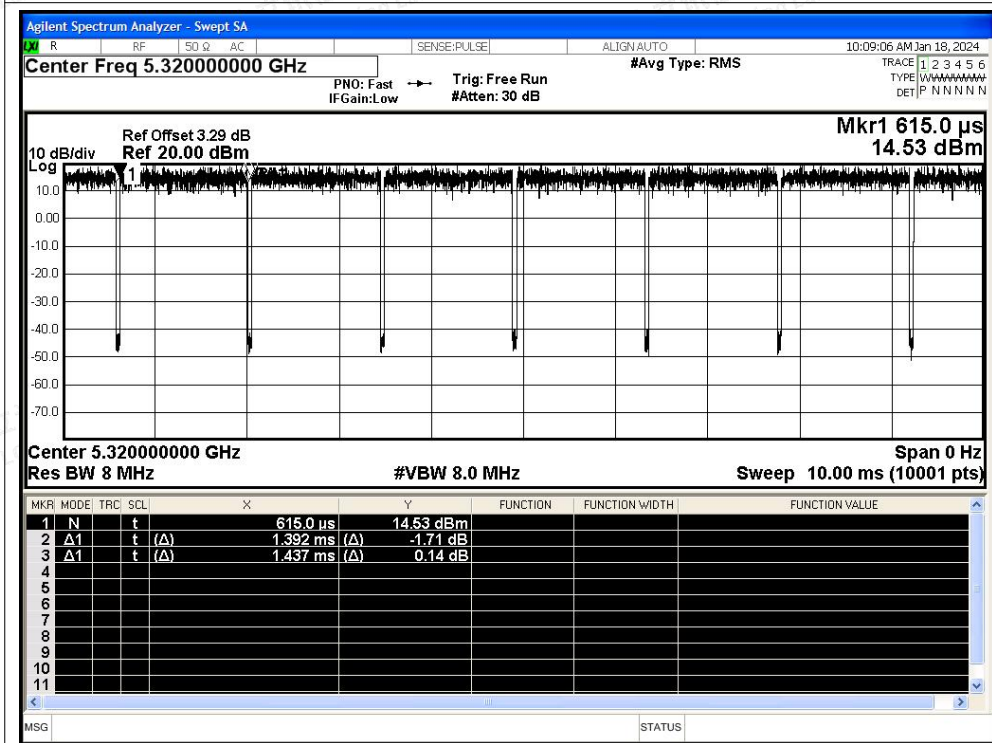 Agilent Spectrum Analyzer - Swept SA
LXI R RF 50 Ω AC SENSE:PULSE ALIGN AUTO 10:09:06 AM Jan 18, 2024
Center Freq 5.320000000 GHz
#Avg Type: RMS
TRACE 1 2 3 4 5 6
PNO: Fast Trig: Free Run
TYPE
IFGain:Low #Atten: 30 dB
DET P N N N N N
Mkr1 615.0 µs
Ref Offset 3.29 dB
10 dB/div Ref 20.00 dBm 14.53 dBm
Log
1
10.0
0.00
-10.0
-20.0
-30.0
-40.0
-50.0
-60.0
-70.0
Center 5.320000000 GHz Span 0 Hz
Res BW 8 MHz #VBW 8.0 MHz Sweep 10.00 ms (10001 pts)
MKR MODE TRC SCL X Y FUNCTION FUNCTION WIDTH FUNCTION VALUE
1 N t 615.0 µs 14.53 dBm
2 Δ1 t (Δ) 1.392 ms (Δ) -1.71 dB
3 Δ1 t (Δ) 1.437 ms (Δ) 0.14 dB
4
5
6
7
8
9
10
11
MSG STATUS